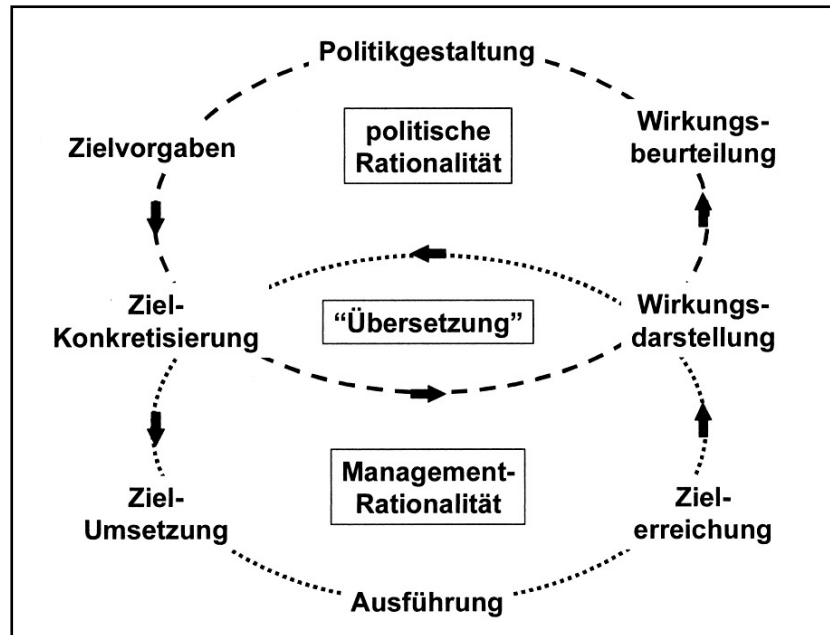 Politikgestaltung
Zielvorgaben
politische
Rationalität
Wirkungs-
beurteilung
Ziel-
Konkretisierung
“Übersetzung”
Wirkungs-
darstellung
Ziel-
Umsetzung
Management-
Rationalität
Ziel-
erreichung
Ausführung